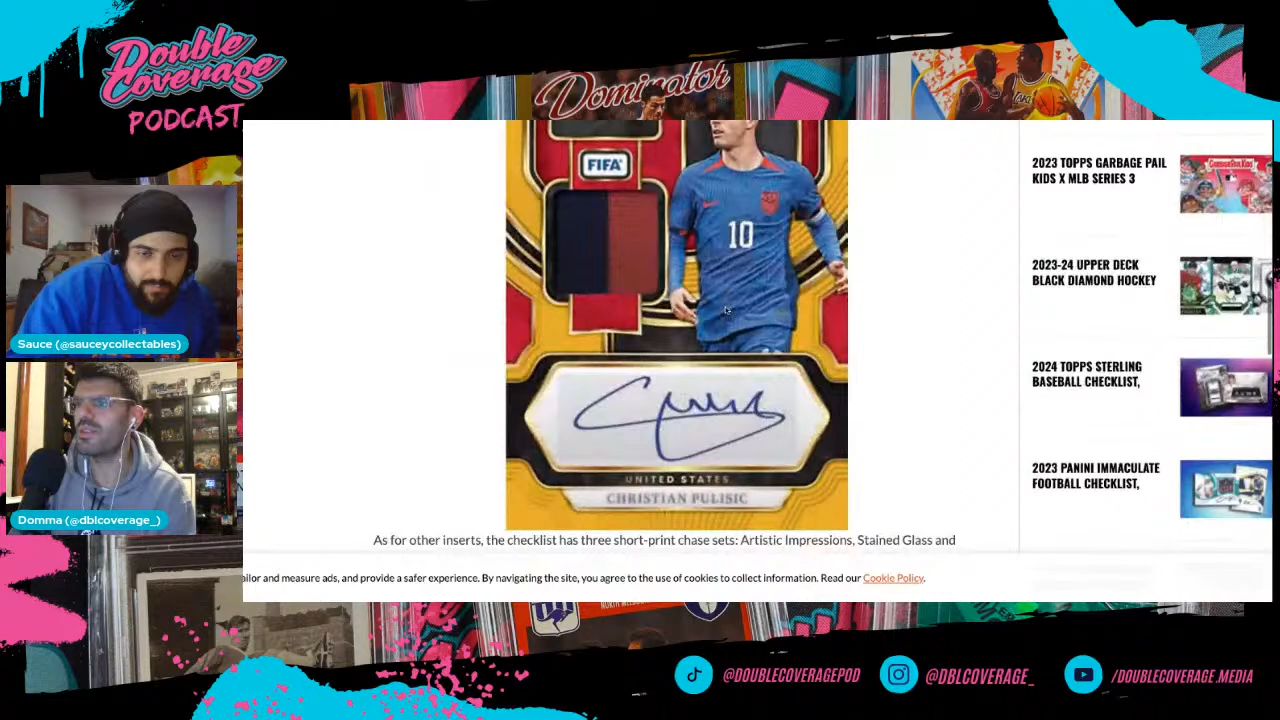 Double
Coverage
PODCAST
Dominator
FIFA
10
UNITED STATES
CHRISTIAN PULISIC
As for other inserts, the checklist has three short-print chase sets: Artistic Impressions, Stained Glass and
ailor and measure ads, and provide a safer experience. By navigating the site, you agree to the use of cookies to collect information. Read our Cookie Policy.
2023 TOPPS GARBAGE PAIL
KIDS X MLB SERIES 3
2023-24 UPPER DECK
BLACK DIAMOND HOCKEY
2024 TOPPS STERLING
BASEBALL CHECKLIST,
2023 PANINI IMMACULATE
FOOTBALL CHECKLIST,
Sauce (@sauceycollectables)
Domma (@dblcoverage_)
@DOUBLECOVERAGEPOD
@DBLCOVERAGE_
/DOUBLECOVERAGE.MEDIA